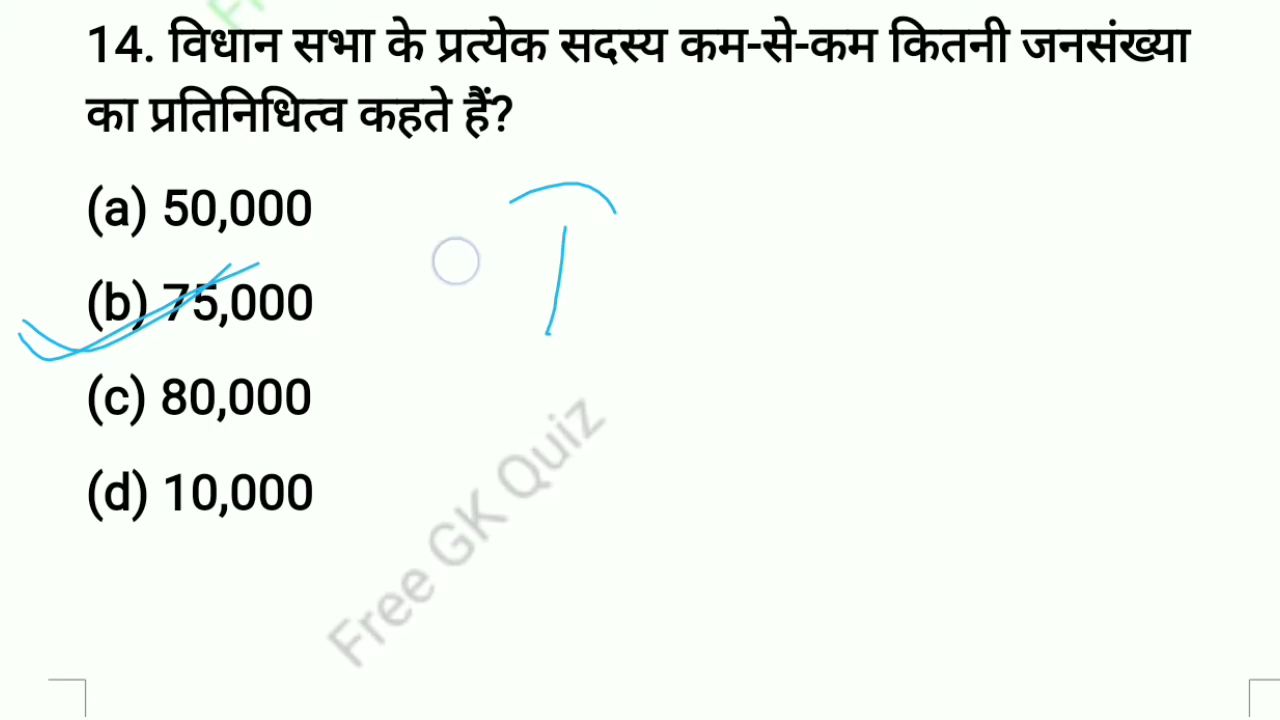 14. विधान सभा के प्रत्येक सदस्य कम-से-कम कितनी जनसंख्या
का प्रतिनिधित्व कहते हैं?
(a) 50,000
(b) 75,000
(c) 80,000
(d) 10,000
Free GK Quiz